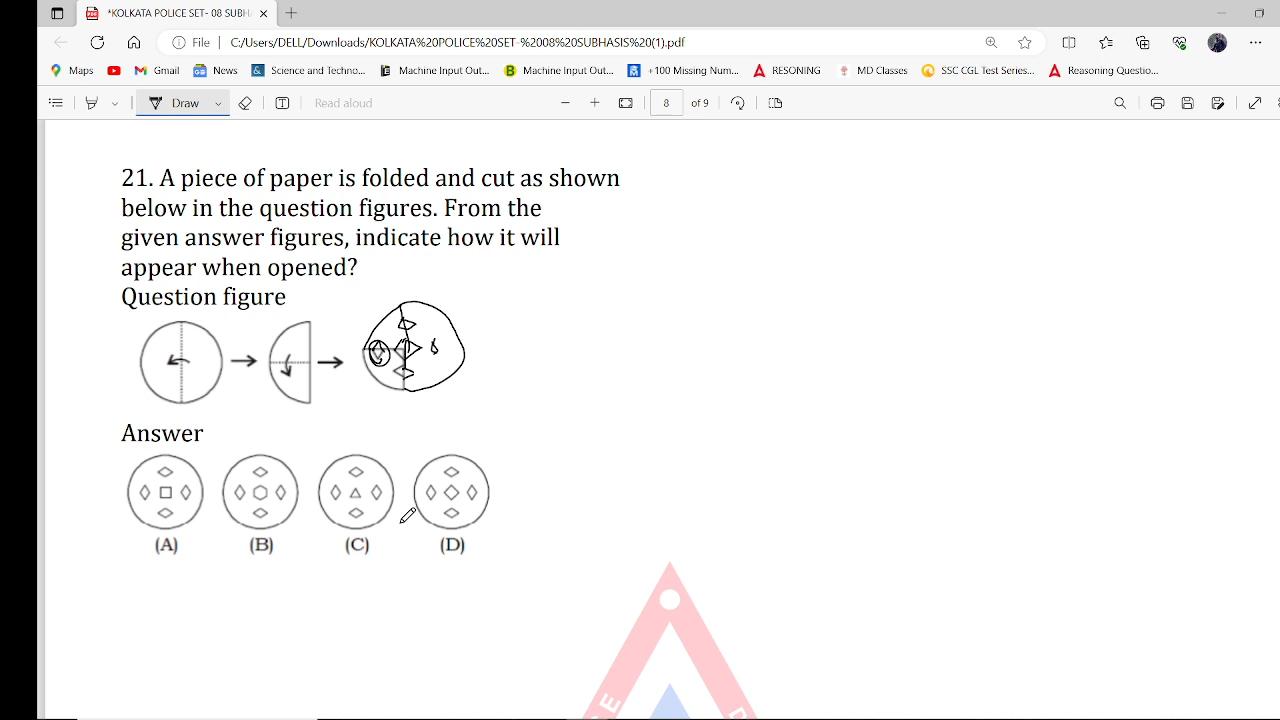 *KOLKATA POLICE SET- 08 SUBH
File
C:/Users/DELL/Downloads/KOLKATA%20POLICE%20SET-%2008%20SUBHASIS%20(1).pdf
Maps
Gmail
News
Science and Techno...
Machine Input Out...
Machine Input Out...
+100 Missing Num...
RESONING
MD Classes
SSC CGL Test Series...
Reasoning Questio...
Draw
Read aloud
8
of 9
21. A piece of paper is folded and cut as shown
below in the question figures. From the
given answer figures, indicate how it will
appear when opened?
Question figure
Answer
(A)
(B)
(C)
(D)